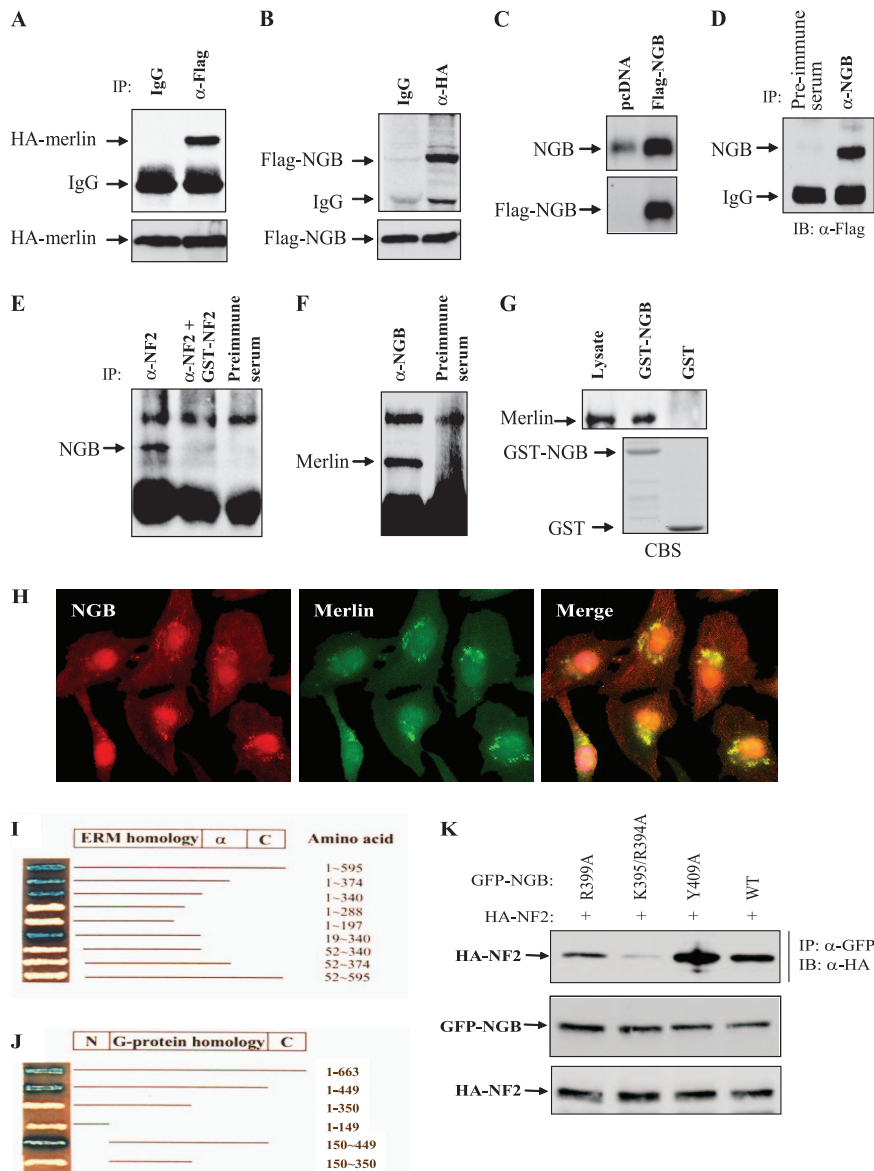 A
IP:
IgG
α-Flag
HA-merlin
IgG
HA-merlin
B
IgG
α-HA
Flag-NGB
IgG
Flag-NGB
C
pcDNA
Flag-NGB
NGB
Flag-NGB
D
IP:
Pre-immune
serum
α-NGB
NGB
IgG
IB: α-Flag
E
IP:
α-NF2
α-NF2 +
GST-NF2
Preimmune
serum
NGB
F
α-NGB
Preimmune
serum
Merlin
G
Lysate
GST-NGB
GST
Merlin
GST-NGB
GST
CBS
H
NGB
Merlin
Merge
I
ERM homology α C Amino acid
1~595
1~374
1~340
1~288
1~197
19~340
52~340
52~374
52~595
J
N G-protein homology C
1-663
1-449
1-350
1-149
150~449
150~350
K
GFP-NGB:
R399A
K395/R394A
Y409A
WT
HA-NF2: + + + +
HA-NF2
IP: α-GFP
IB: α-HA
GFP-NGB
HA-NF2